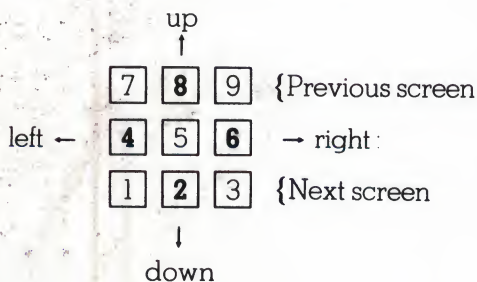 up
↑
7 8 9 {Previous screen
left ← 4 5 6 → right:
1 2 3 {Next screen
↓
down